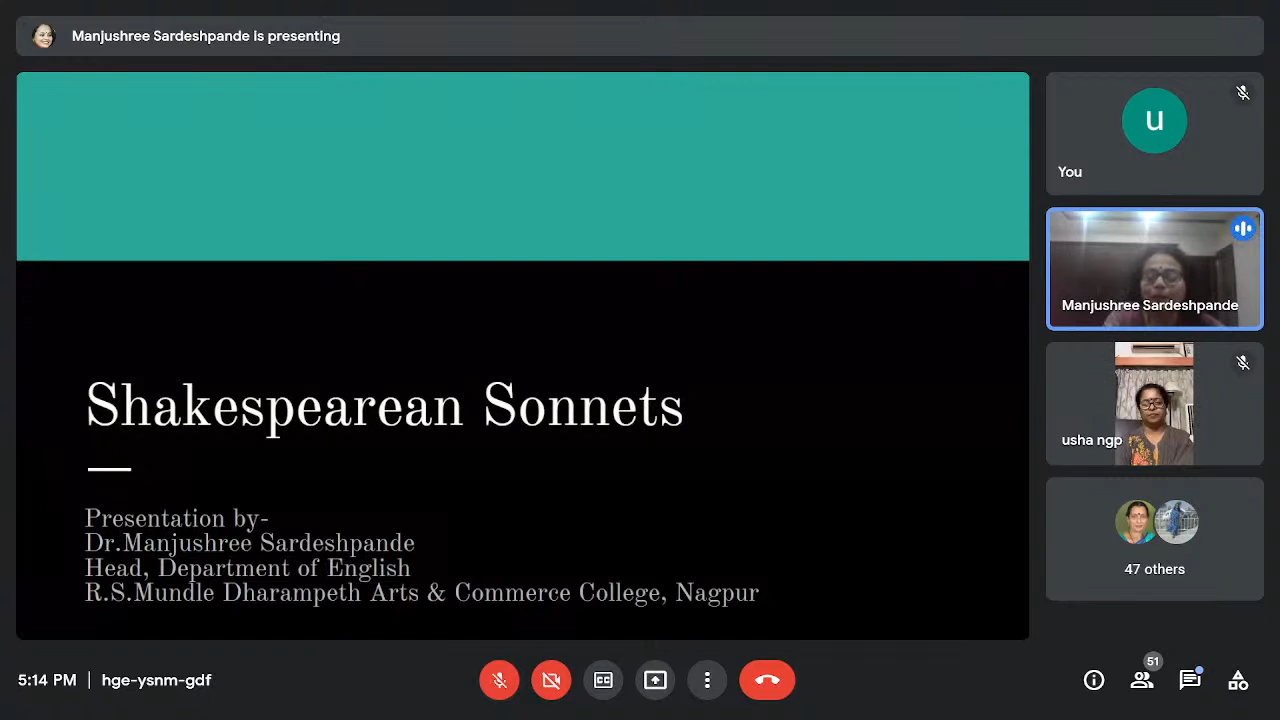 Manjushree Sardeshpande is presenting
u
You
Manjushree Sardeshpande
usha ngp
47 others
Shakespearean Sonnets
Presentation by-
Dr.Manjushree Sardeshpande
Head, Department of English
R.S.Mundle Dharampeth Arts & Commerce College, Nagpur
5:14 PM | hge-ysnm-gdf
CC
51